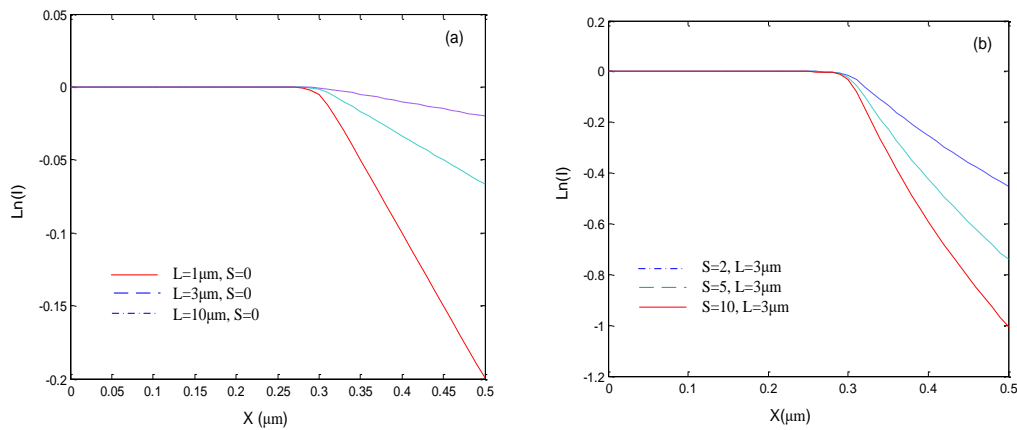 (a)
0.05
0
-0.05
-0.1
-0.15
-0.2
Ln(I)
L=1μm, S=0
L=3μm, S=0
L=10μm, S=0
0 0.05 0.1 0.15 0.2 0.25 0.3 0.35 0.4 0.45 0.5
X (μm)
(b)
0.2
0
-0.2
-0.4
-0.6
-0.8
-1
-1.2
Ln(I)
S=2, L=3μm
S=5, L=3μm
S=10, L=3μm
0 0.1 0.2 0.3 0.4 0.5
X(μm)